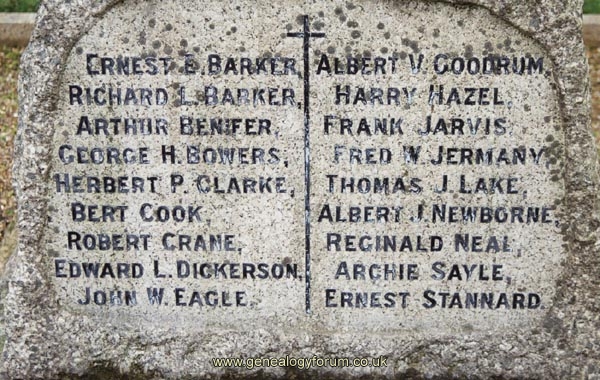 ERNEST E. BARKER,
RICHARD L. BARKER,
ARTHUR BENIFER,
GEORGE H. BOWERS,
HERBERT P. CLARKE,
BERT COOK,
ROBERT CRANE,
EDWARD L. DICKERSON,
JOHN W. EAGLE,
ALBERT V. GOODRUM,
HARRY HAZEL,
FRANK JARVIS
FRED W. JERMANY,
THOMAS J. LAKE,
ALBERT J. NEWBORNE,
REGINALD NEAL,
ARCHIE SAYLE,
ERNEST STANNARD.
www.genealogyforum.co.uk